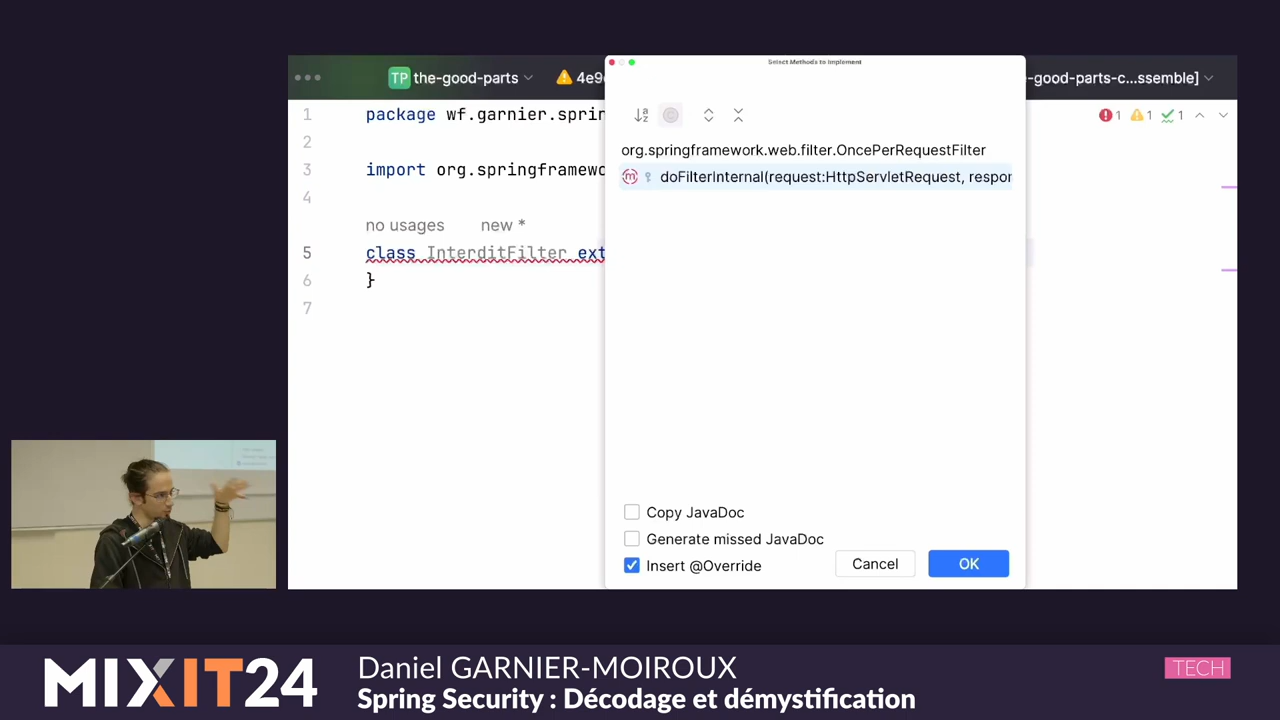 the-good-parts
4e9
-good-parts-c...ssemble]
Select Methods to Implement
1 package wf.garnier.sprin
1 1 1
2
org.springframework.web.filter.OncePerRequestFilter
3 import org.springframewo
doFilterInternal(request:HttpServletRequest, respon
4
no usages new *
5 class InterditFilter ext
6 }
7
Copy JavaDoc
Generate missed JavaDoc
Insert @Override
Cancel
OK
MIXIT24
Daniel GARNIER-MOIROUX
Spring Security : Décodage et démystification
TECH